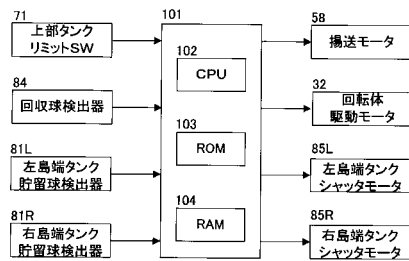 71
上部タンク
リミットSW
84
回収球検出器
81L
左島端タンク
貯留球検出器
81R
右島端タンク
貯留球検出器
101
102
CPU
103
ROM
104
RAM
58
揚送モータ
32
回転体
駆動モータ
85L
左島端タンク
シャッタモータ
85R
右島端タンク
シャッタモータ